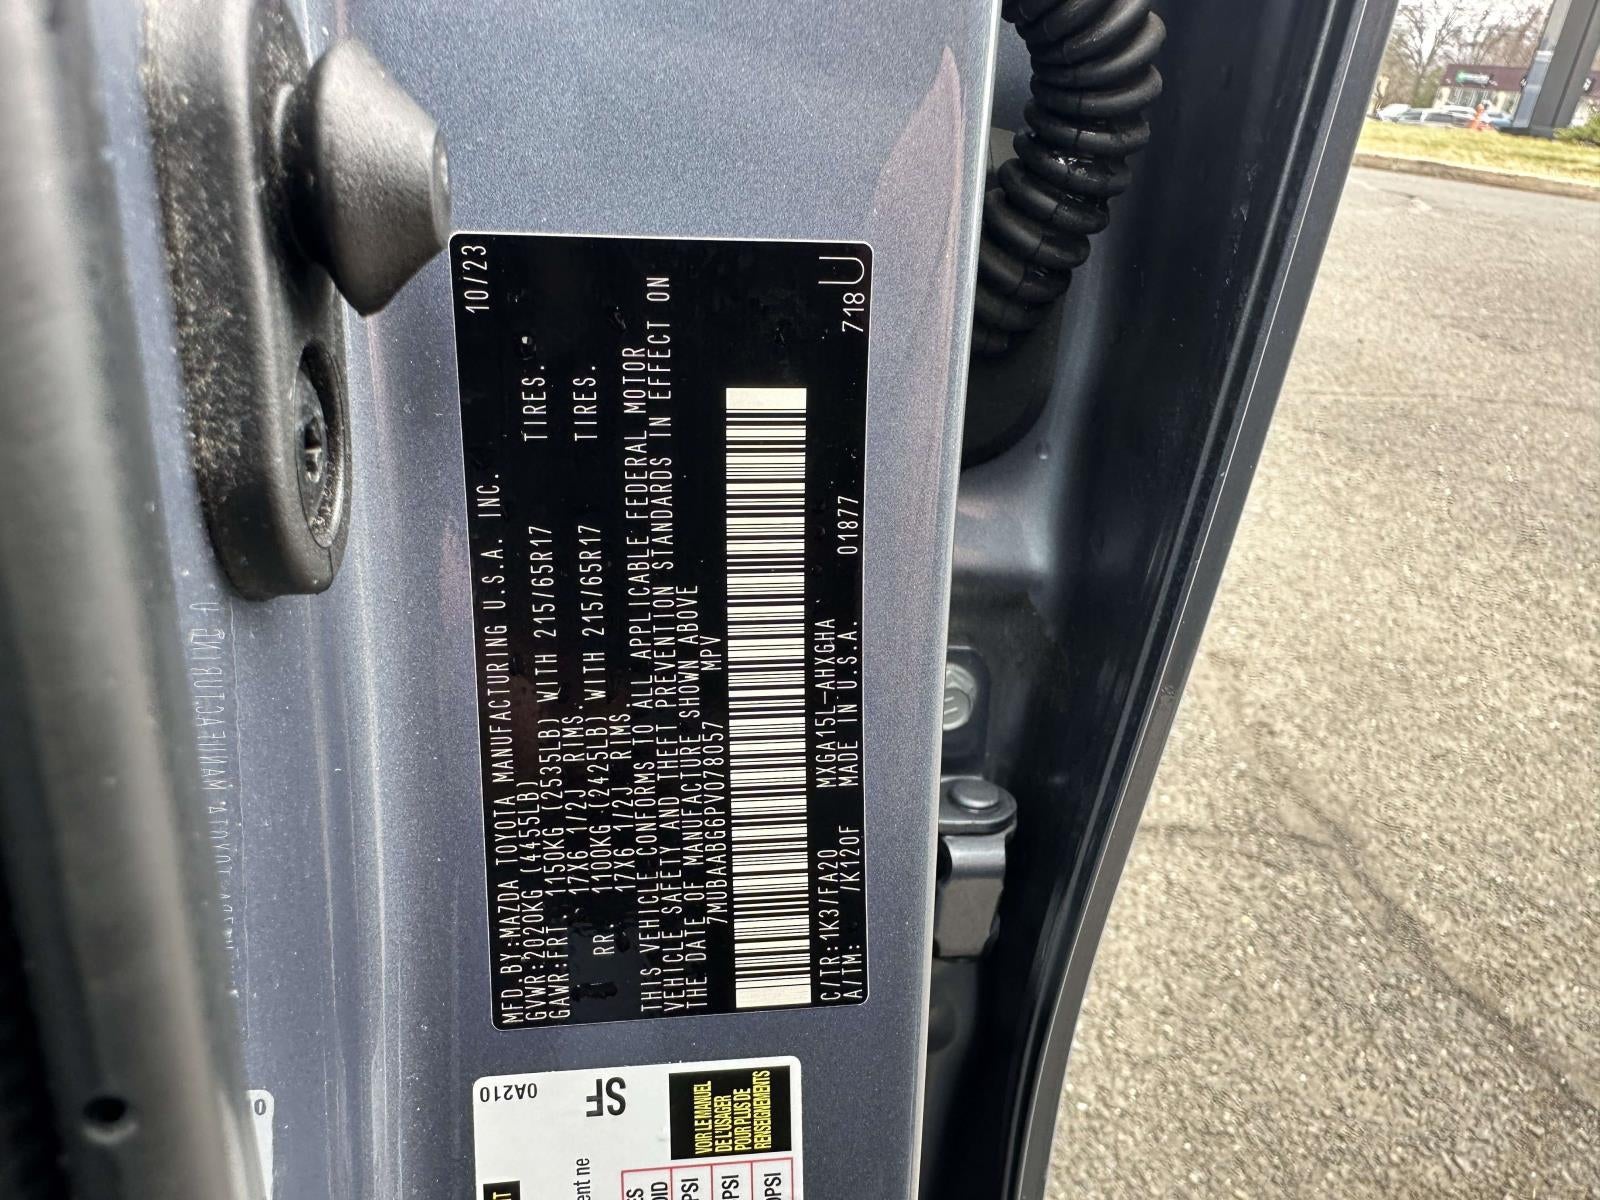 MFD.BY:MAZDA TOYOTA MANUFACTURING U.S.A. INC. 10/23
GVWR:2020KG (4455LB)
GAWR:FRT. 1150KG (2535LB) WITH 215/65R17 TIRES.
17X6 1/2J RIMS.
RR. 1100KG (2425LB) WITH 215/65R17 TIRES.
17X6 1/2J RIMS.
THIS VEHICLE CONFORMS TO ALL APPLICABLE FEDERAL MOTOR
VEHICLE SAFETY AND THEFT PREVENTION STANDARDS IN EFFECT ON
THE DATE OF MANUFACTURE SHOWN ABOVE
7MUBAABG6PV078057 MPV
C/TR:1K3/FA20 MXGA15L-AHXGHA 718U
A/TM: /K120F MADE IN U.S.A. 01877
0A210
SF
VOIR LE MANUEL
DE L'USAGER
POUR PLUS DE
RENSEIGNEMENTS
ent ne
PSI